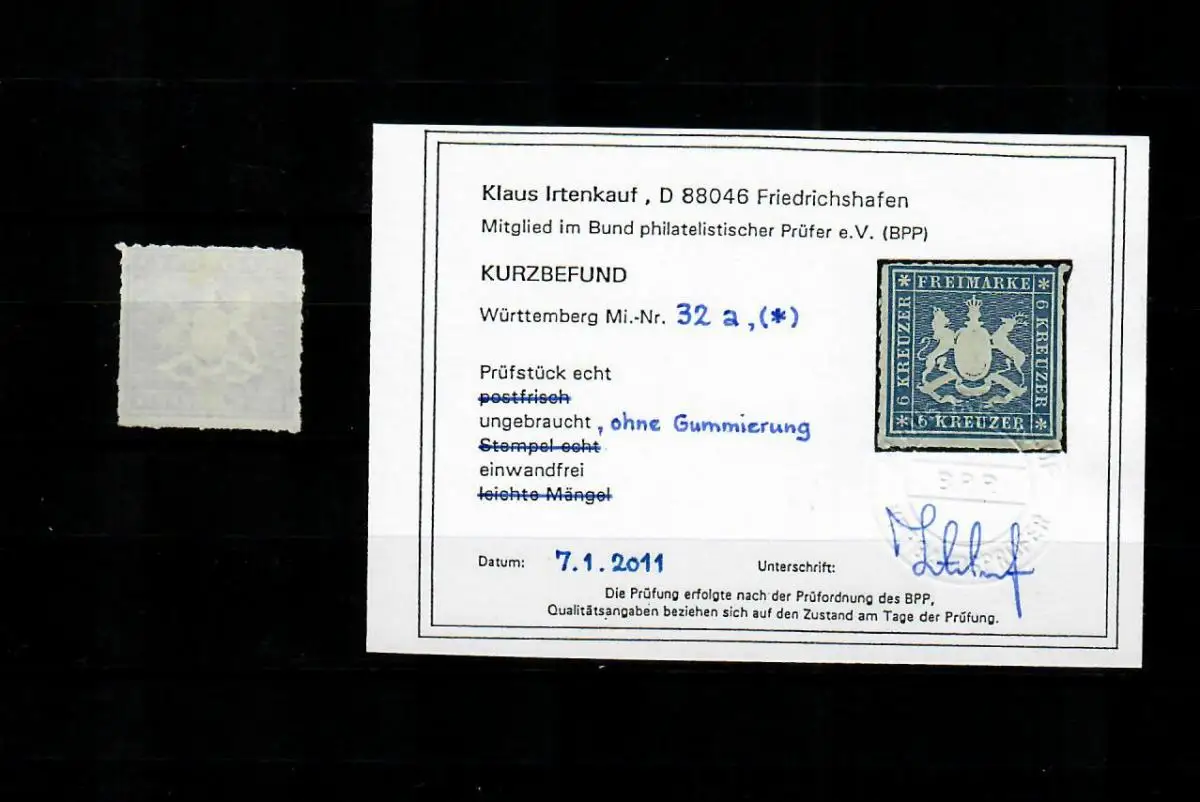 Klaus Irtenkauf, D 88046 Friedrichshafen
Mitglied im Bund philatelistischer Prüfer e.V. (BPP)
KURZBEFUND
Württemberg Mi.-Nr. 32 a, (*)
Prüfstück echt
postfrisch
ungebraucht, ohne Gummierung
Stempel echt
einwandfrei
leichte Mängel
* FREIMARKE *
6 KREUZER
6 KREUZER
* 6 KREUZER *
BPP
PRÜFER
Datum: 7.1.2011
Unterschrift:
Die Prüfung erfolgte nach der Prüfordnung des BPP,
Qualitätsangaben beziehen sich auf den Zustand am Tage der Prüfung.